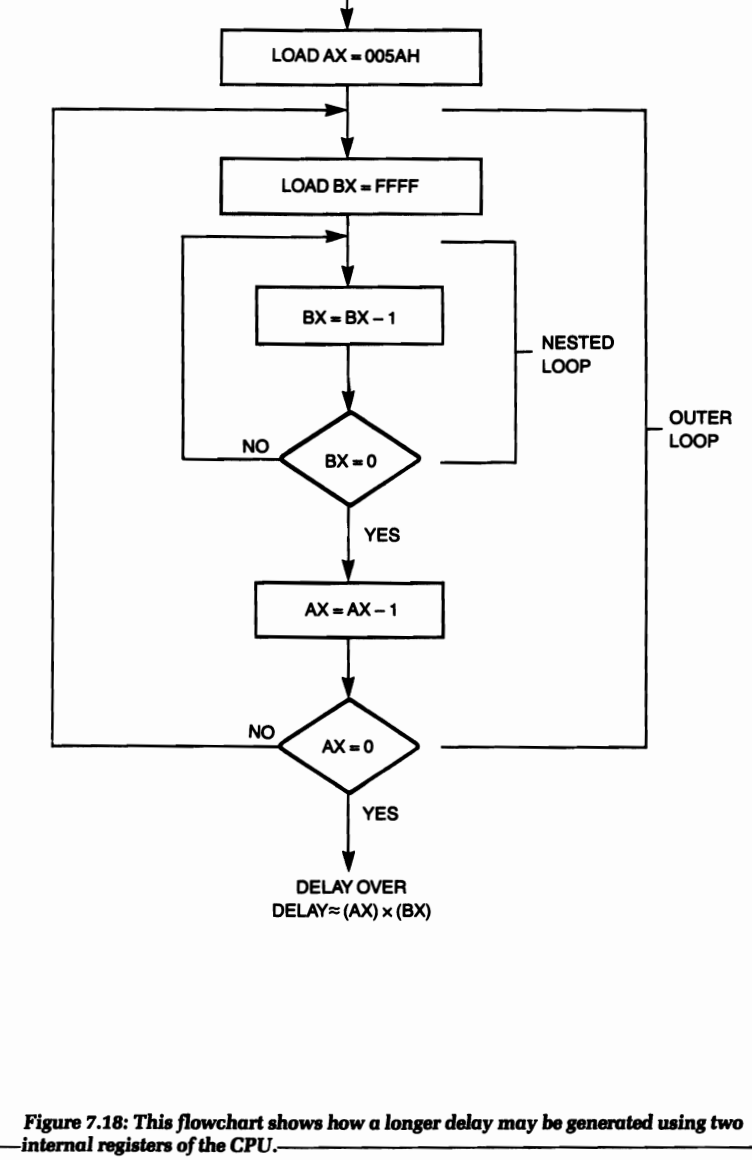 LOAD AX = 005AH
LOAD BX = FFFF
BX = BX – 1
NESTED
LOOP
OUTER
LOOP
NO
BX = 0
YES
AX = AX – 1
NO
AX = 0
YES
DELAY OVER
DELAY≈ (AX) x (BX)
Figure 7.18: This flowchart shows how a longer delay may be generated using two
internal registers of the CPU.